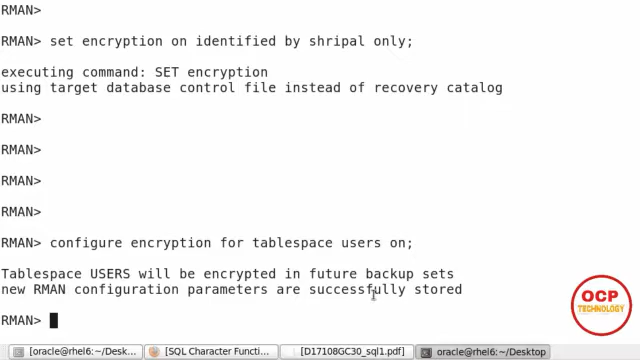 RMAN>
RMAN> set encryption on identified by shripal only;
executing command: SET encryption
using target database control file instead of recovery catalog
RMAN>
RMAN>
RMAN>
RMAN>
RMAN> configure encryption for tablespace users on;
Tablespace USERS will be encrypted in future backup sets
new RMAN configuration parameters are successfully stored
RMAN>
OCP
TECHNOLOGY
[oracle@rhel6:~/Desk...
[SQL Character Functi...
[D17108GC30_sql1.pdf]
oracle@rhel6:~/Desktop